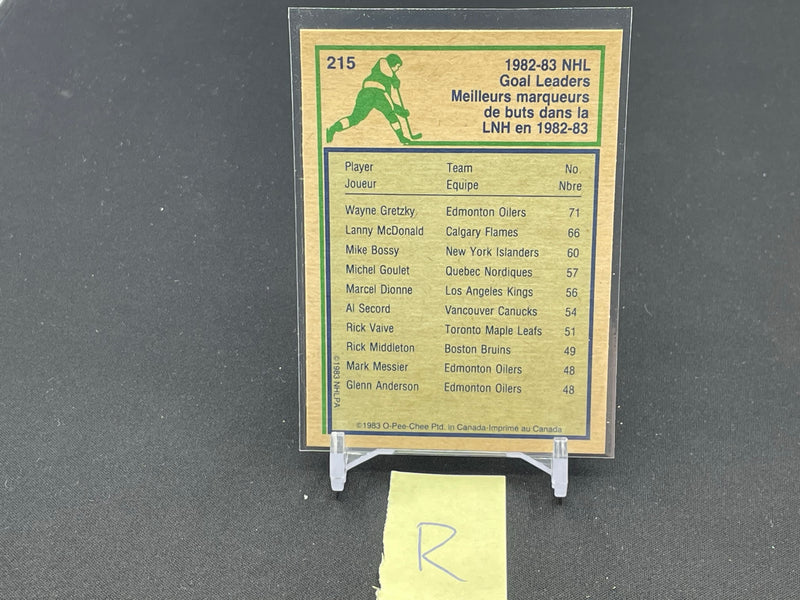 215
1982-83 NHL
Goal Leaders
Meilleurs marqueurs
de buts dans la
LNH en 1982-83
Player Team No.
Joueur Equipe Nbre
Wayne Gretzky Edmonton Oilers 71
Lanny McDonald Calgary Flames 66
Mike Bossy New York Islanders 60
Michel Goulet Quebec Nordiques 57
Marcel Dionne Los Angeles Kings 56
Al Secord Vancouver Canucks 54
Rick Vaive Toronto Maple Leafs 51
Rick Middleton Boston Bruins 49
Mark Messier Edmonton Oilers 48
Glenn Anderson Edmonton Oilers 48
©1983 NHLPA
©1983 O-Pee-Chee Ptd. in Canada-Imprimé au Canada
R